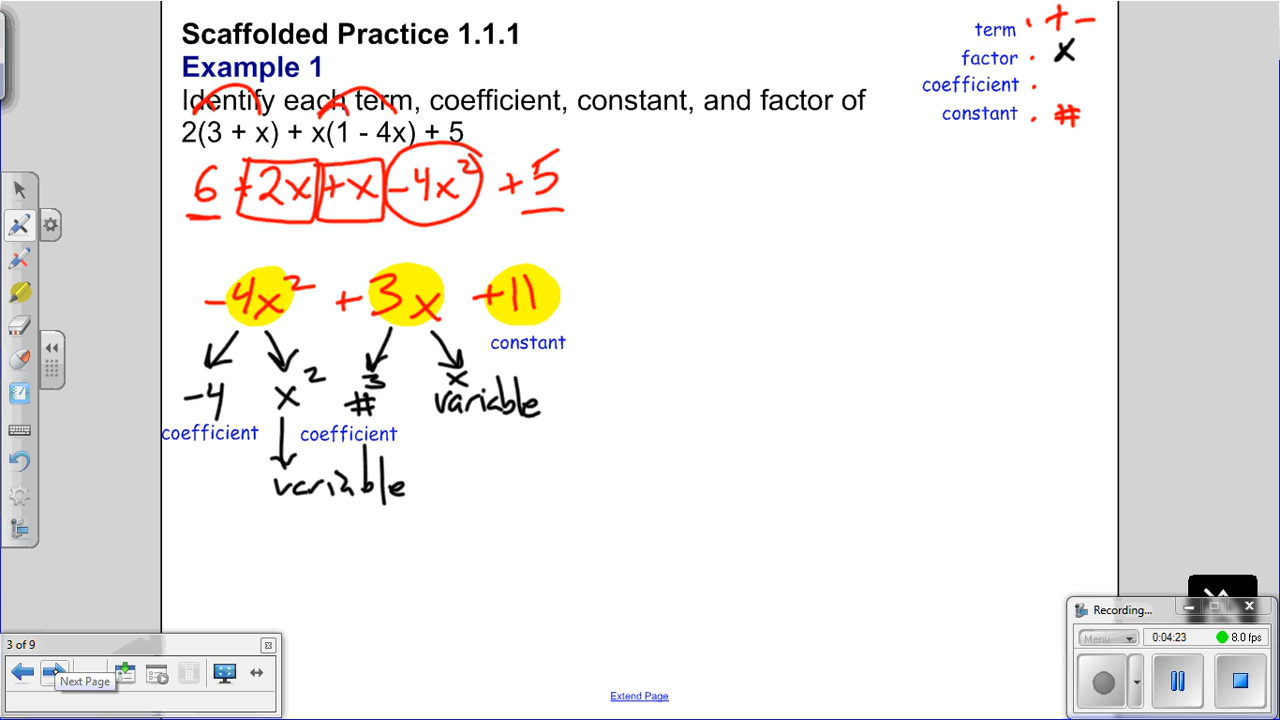 Scaffolded Practice 1.1.1
Example 1
Identify each term, coefficient, constant, and factor of
2(3 + x) + x(1 - 4x) + 5
term + -
factor x
coefficient
constant #
6 +2x +x -4x² +5
-4x² +3x +11
constant
-4 x² # 3 x
variable
coefficient coefficient
variable
3 of 9
Next Page
Extend Page
Recording...
Menu 0:04:23 8.0 fps